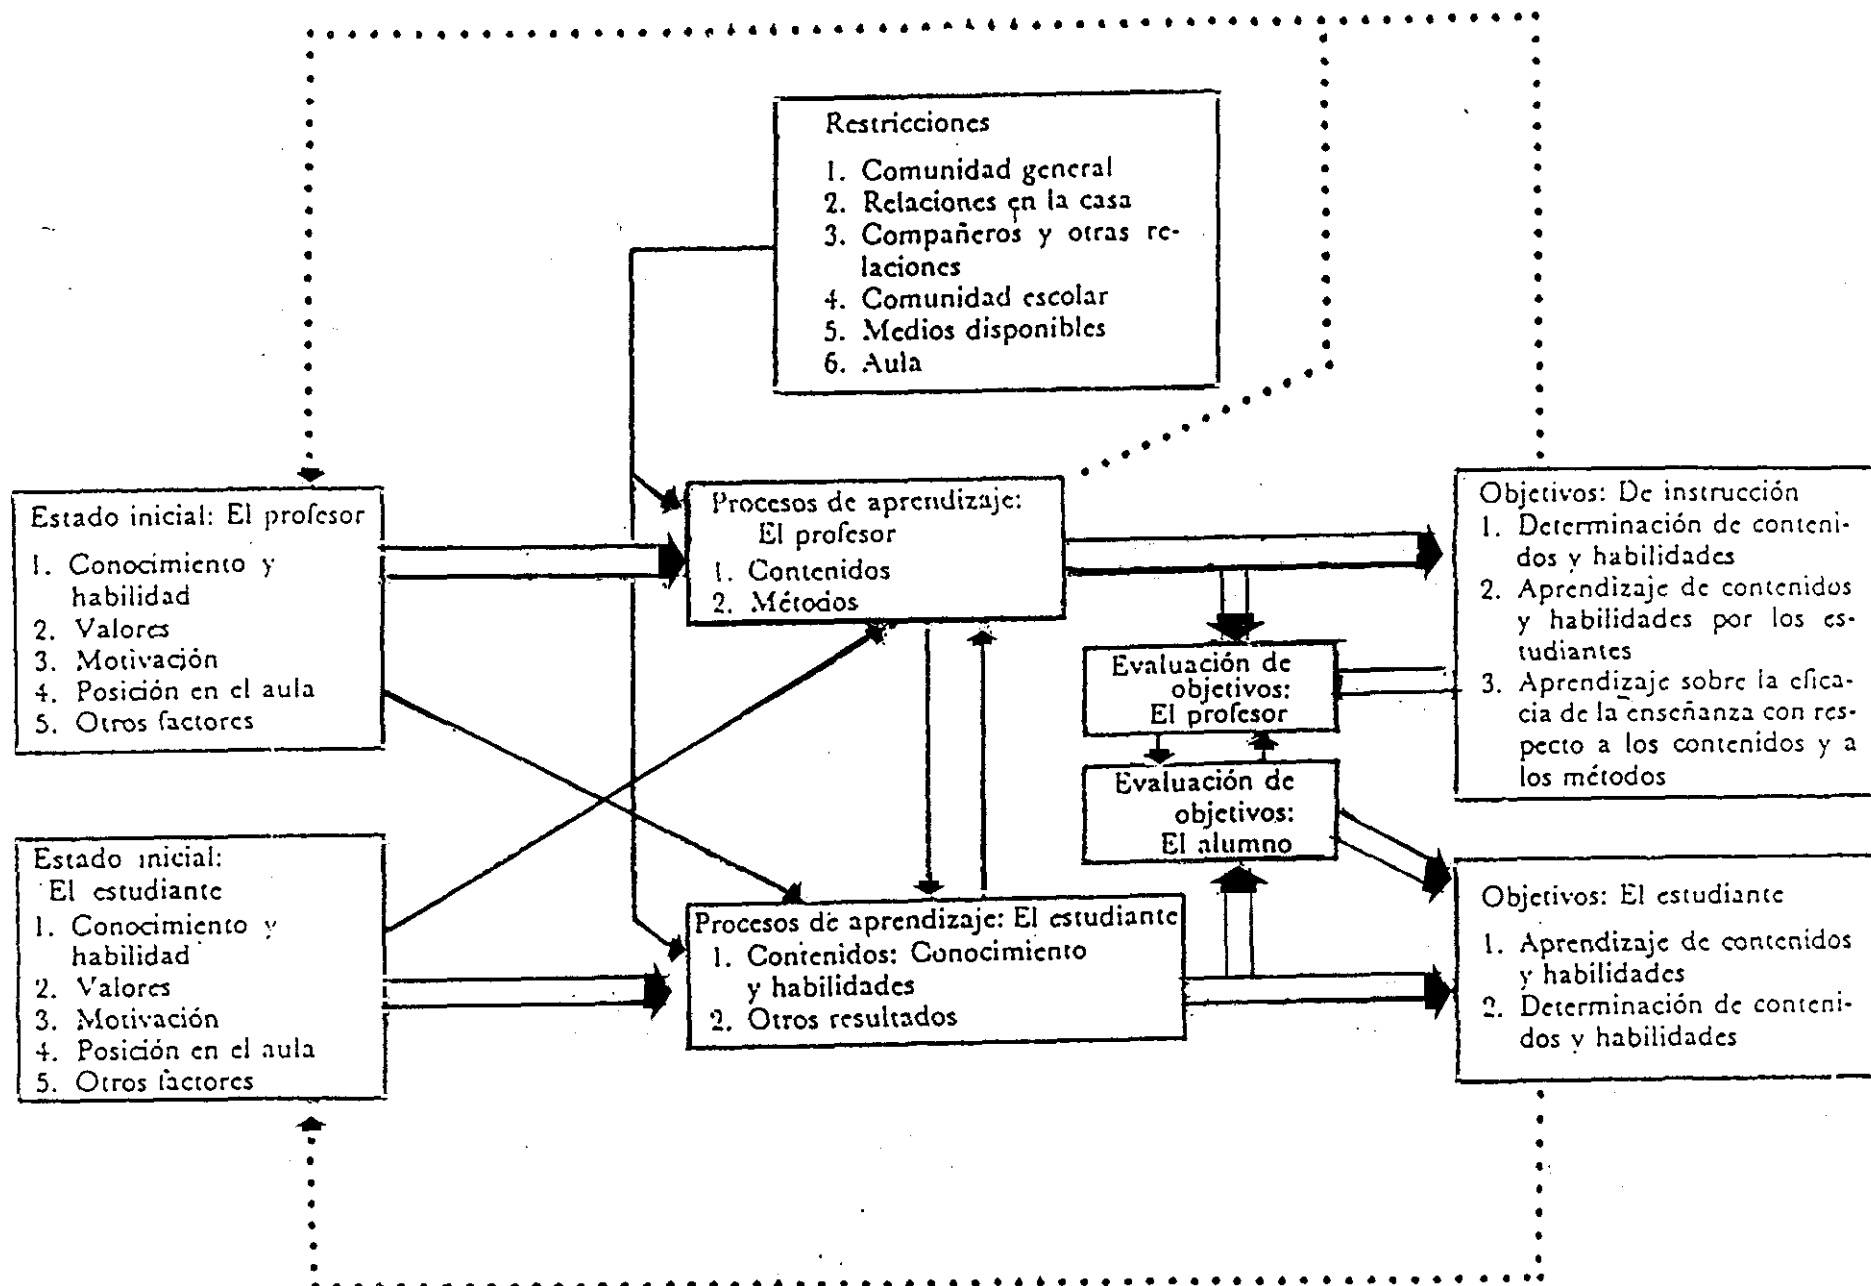 Restricciones
1. Comunidad general
2. Relaciones en la casa
3. Compañeros y otras re-
laciones
4. Comunidad escolar
5. Medios disponibles
6. Aula
Estado inicial: El profesor
1. Conocimiento y
habilidad
2. Valores
3. Motivación
4. Posición en el aula
5. Otros factores
Procesos de aprendizaje:
El profesor
1. Contenidos
2. Métodos
Objetivos: De instrucción
1. Determinación de conteni-
dos y habilidades
2. Aprendizaje de contenidos
y habilidades por los es-
tudiantes
3. Aprendizaje sobre la efica-
cia de la enseñanza con res-
pecto a los contenidos y a
los métodos
Evaluación de
objetivos:
El profesor
Evaluación de
objetivos:
El alumno
Estado inicial:
El estudiante
1. Conocimiento y
habilidad
2. Valores
3. Motivación
4. Posición en el aula
5. Otros factores
Procesos de aprendizaje: El estudiante
1. Contenidos: Conocimiento
y habilidades
2. Otros resultados
Objetivos: El estudiante
1. Aprendizaje de contenidos
y habilidades
2. Determinación de conteni-
dos y habilidades